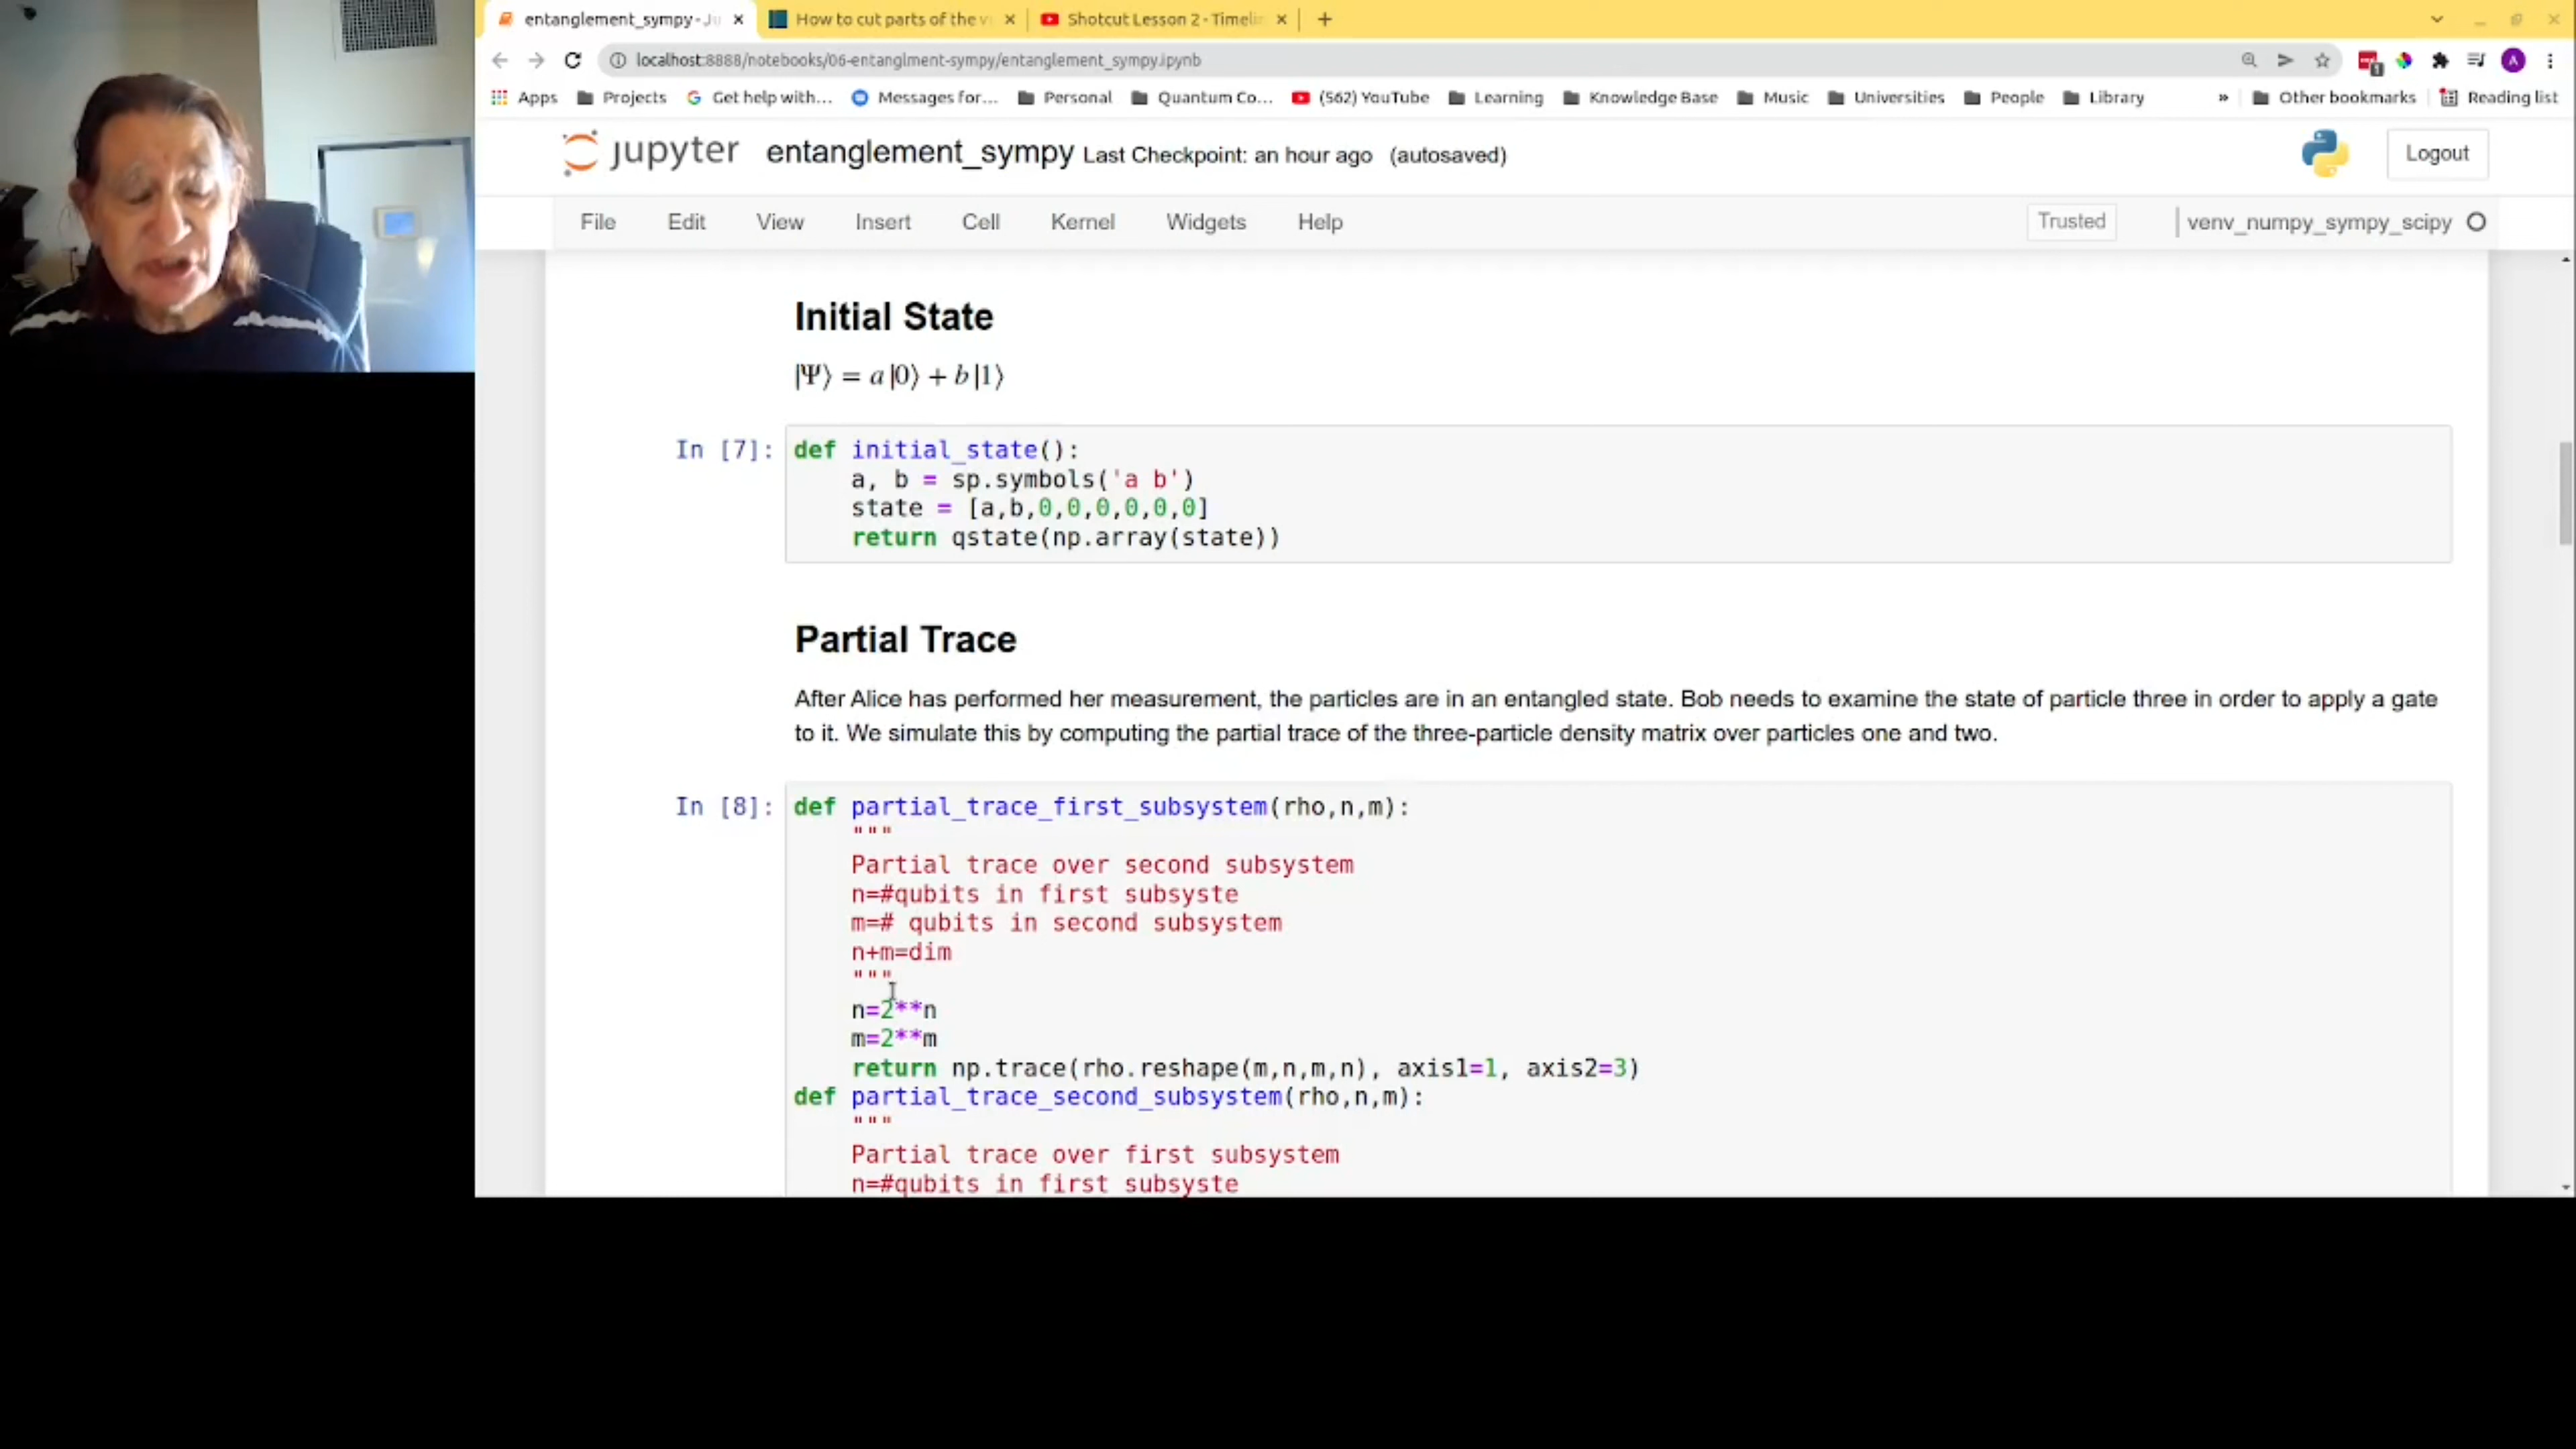 entanglement_sympy - Ju
How to cut parts of the v
Shotcut Lesson 2 - Timelin
localhost:8888/notebooks/06-entanglment-sympy/entanglement_sympy.ipynb
1
A
Apps
Projects
Get help with...
Messages for...
Personal
Quantum Co...
(562) YouTube
Learning
Knowledge Base
Music
Universities
People
Library
»
Other bookmarks
Reading list
jupyter entanglement_sympy Last Checkpoint: an hour ago (autosaved)
Logout
File Edit View Insert Cell Kernel Widgets Help
Trusted
venv_numpy_sympy_scipy
Initial State
|Ψ⟩ = a |0⟩ + b |1⟩
In [7]: def initial_state():
a, b = sp.symbols('a b')
state = [a,b,0,0,0,0,0,0]
return qstate(np.array(state))
Partial Trace
After Alice has performed her measurement, the particles are in an entangled state. Bob needs to examine the state of particle three in order to apply a gate
to it. We simulate this by computing the partial trace of the three-particle density matrix over particles one and two.
In [8]: def partial_trace_first_subsystem(rho,n,m):
"""
Partial trace over second subsystem
n=#qubits in first subsyste
m=# qubits in second subsystem
n+m=dim
"""
n=2**n
m=2**m
return np.trace(rho.reshape(m,n,m,n), axis1=1, axis2=3)
def partial_trace_second_subsystem(rho,n,m):
"""
Partial trace over first subsystem
n=#qubits in first subsyste